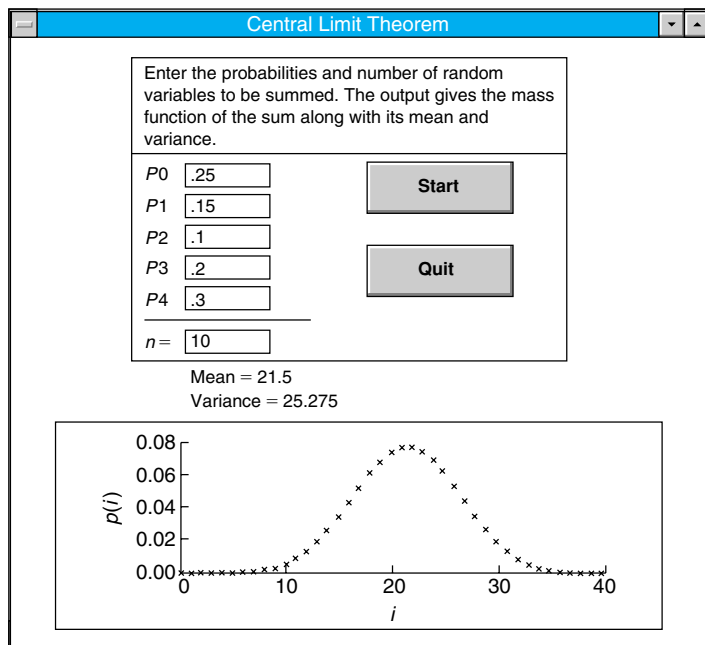 Central Limit Theorem
Enter the probabilities and number of random
variables to be summed. The output gives the mass
function of the sum along with its mean and
variance.
P0 .25
P1 .15
P2 .1
P3 .2
P4 .3
n = 10
Start
Quit
Mean = 21.5
Variance = 25.275
p(i)
0.08
0.06
0.04
0.02
0.00
0 10 20 30 40
i